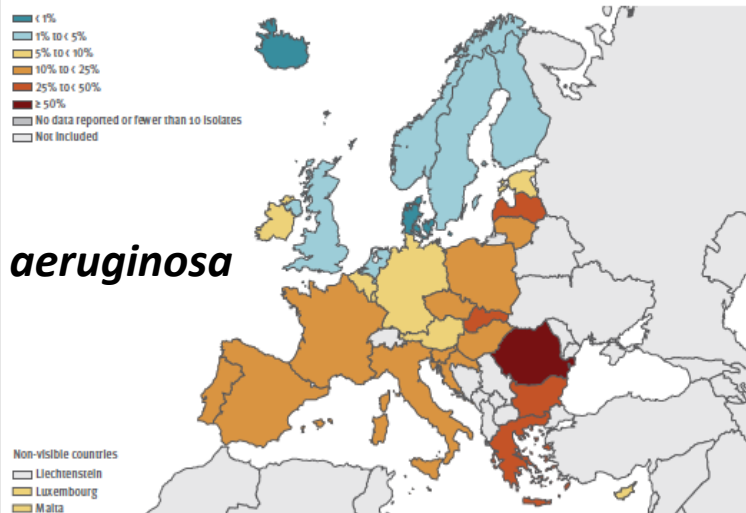 < 1%
1% to < 5%
5% to < 10%
10% to < 25%
25% to < 50%
≥ 50%
No data reported or fewer than 10 isolates
Not included
aeruginosa
Non-visible countries
Liechtenstein
Luxembourg
Malta